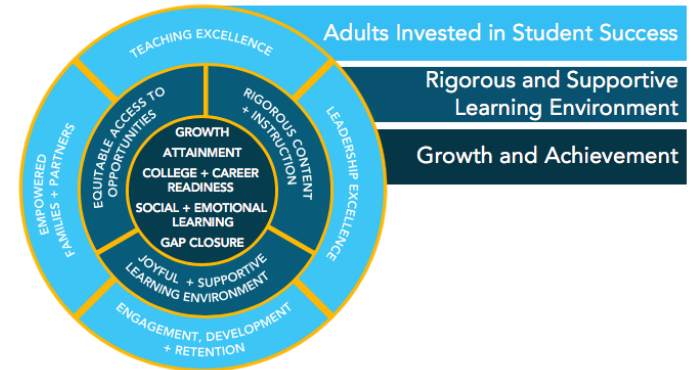 TEACHING EXCELLENCE
Adults Invested in Student Success
Rigorous and Supportive
Learning Environment
Growth and Achievement
EMPOWERED
FAMILIES + PARTNERS
LEADERSHIP EXCELLENCE
ENGAGEMENT, DEVELOPMENT
+ RETENTION
EQUITABLE ACCESS TO
OPPORTUNITIES
RIGOROUS CONTENT
+ INSTRUCTION
JOYFUL + SUPPORTIVE
LEARNING ENVIRONMENT
GROWTH
ATTAINMENT
COLLEGE + CAREER
READINESS
SOCIAL + EMOTIONAL
LEARNING
GAP CLOSURE